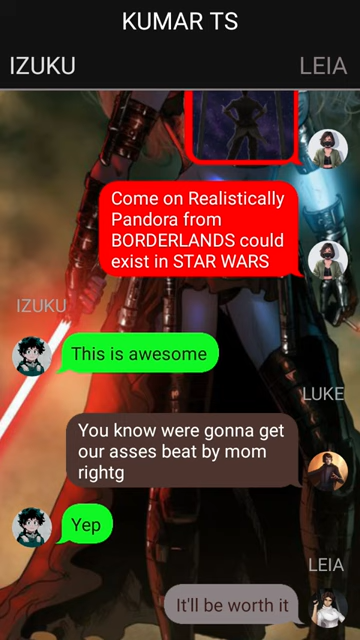 KUMAR TS
IZUKU
LEIA
Come on Realistically
Pandora from
BORDERLANDS could
exist in STAR WARS
IZUKU
This is awesome
LUKE
You know were gonna get
our asses beat by mom
rightg
Yep
LEIA
It'll be worth it